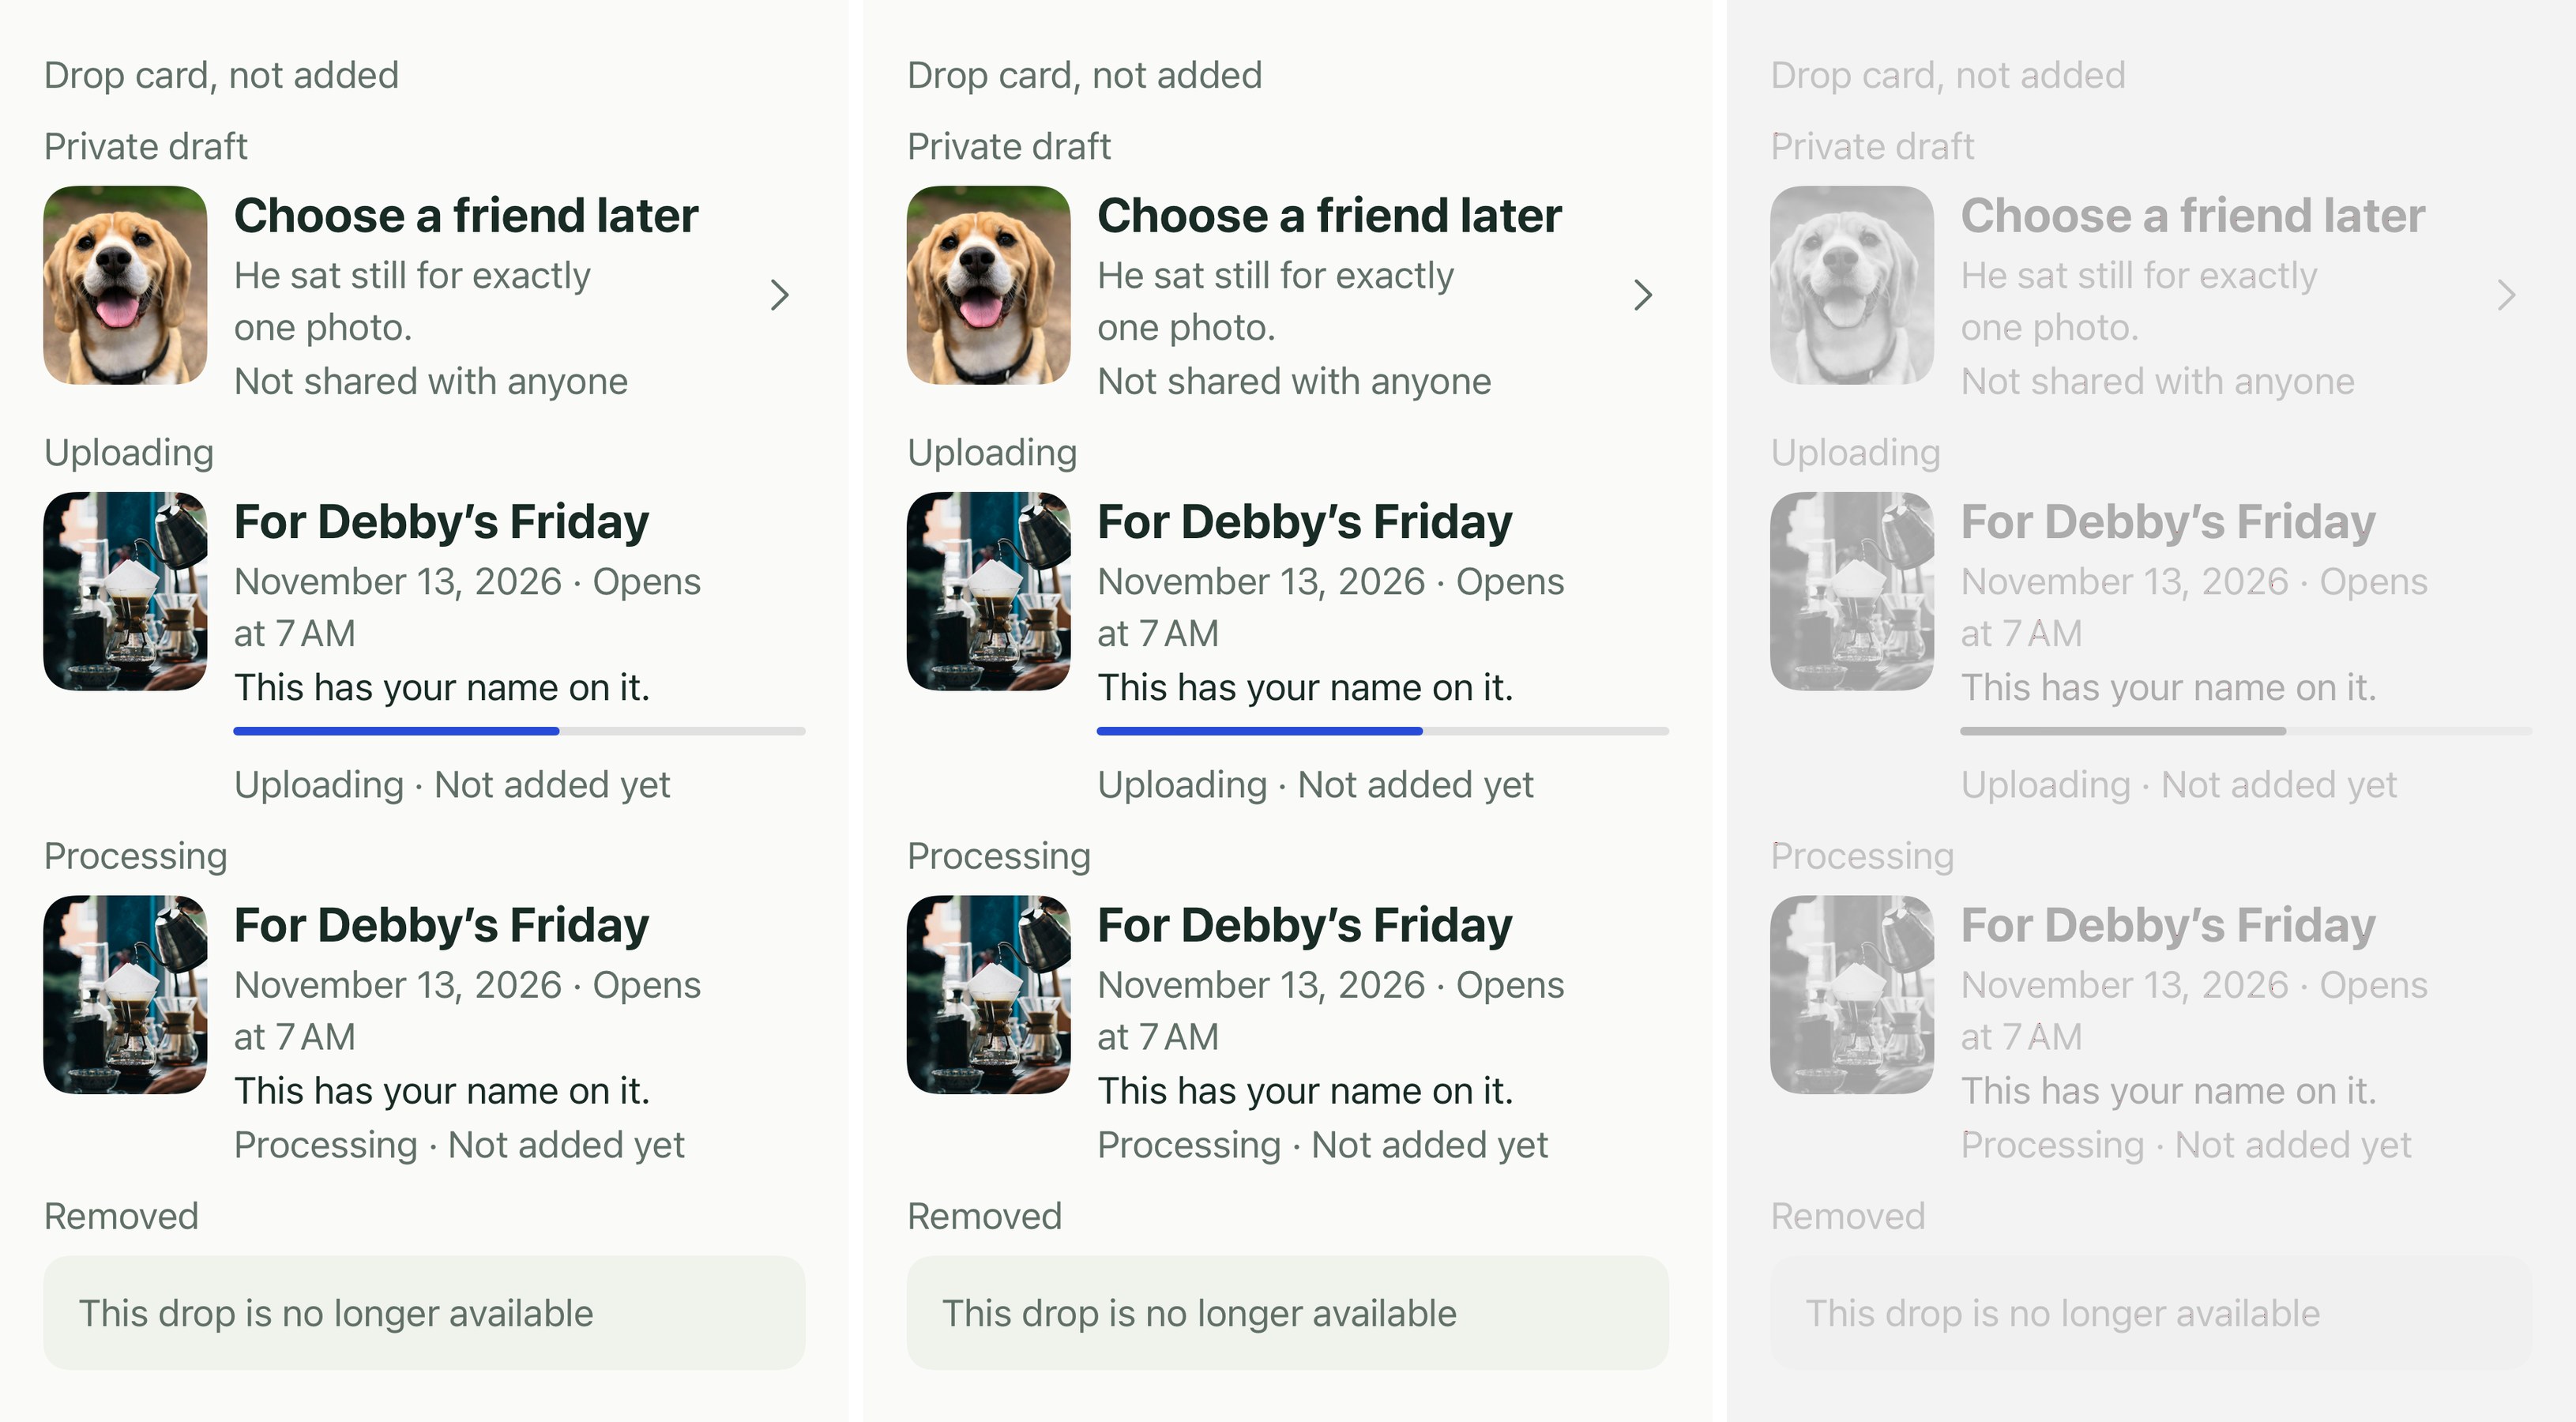 Drop card, not added
Private draft
Choose a friend later
He sat still for exactly
one photo.
Not shared with anyone
Uploading
For Debby’s Friday
November 13, 2026 · Opens
at 7 AM
This has your name on it.
Uploading · Not added yet
Processing
For Debby’s Friday
November 13, 2026 · Opens
at 7 AM
This has your name on it.
Processing · Not added yet
Removed
This drop is no longer available
Drop card, not added
Private draft
Choose a friend later
He sat still for exactly
one photo.
Not shared with anyone
Uploading
For Debby’s Friday
November 13, 2026 · Opens
at 7 AM
This has your name on it.
Uploading · Not added yet
Processing
For Debby’s Friday
November 13, 2026 · Opens
at 7 AM
This has your name on it.
Processing · Not added yet
Removed
This drop is no longer available
Drop card, not added
Private draft
Choose a friend later
He sat still for exactly
one photo.
Not shared with anyone
Uploading
For Debby’s Friday
November 13, 2026 · Opens
at 7 AM
This has your name on it.
Uploading · Not added yet
Processing
For Debby’s Friday
November 13, 2026 · Opens
at 7 AM
This has your name on it.
Processing · Not added yet
Removed
This drop is no longer available